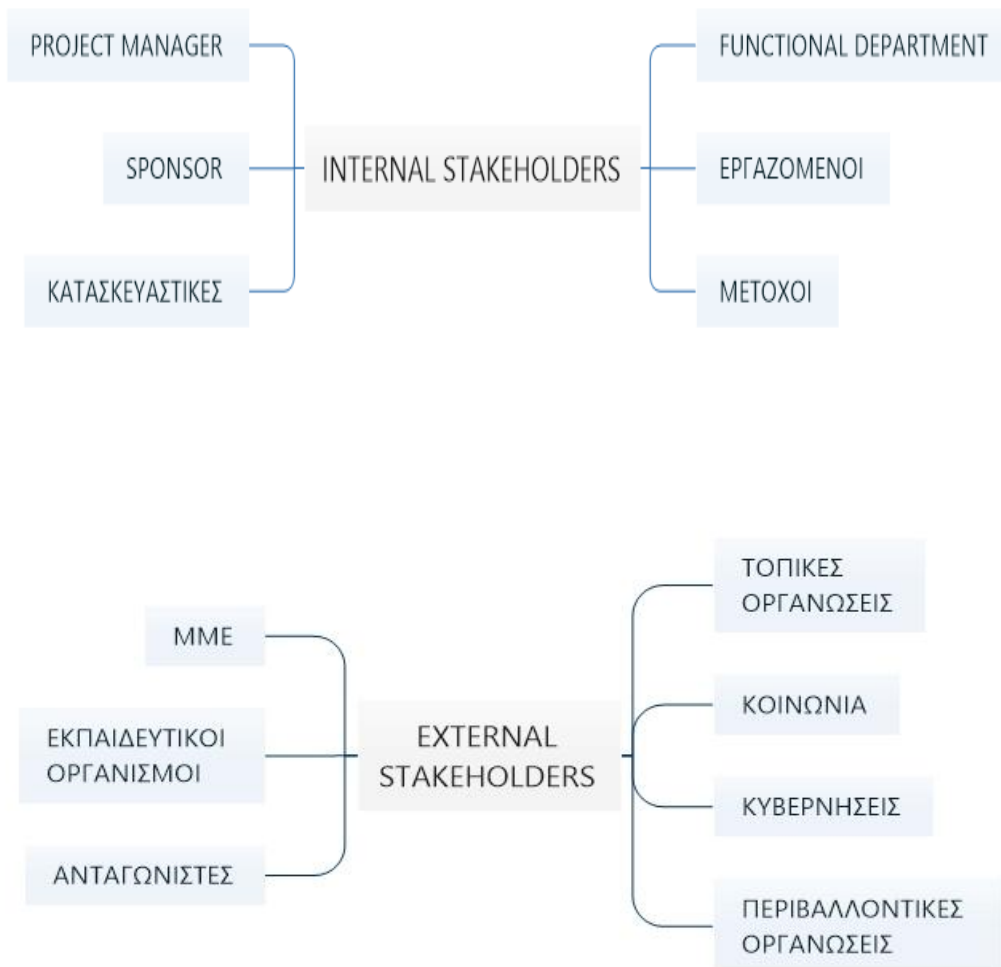 PROJECT MANAGER
SPONSOR
ΚΑΤΑΣΚΕΥΑΣΤΙΚΕΣ
INTERNAL STAKEHOLDERS
FUNCTIONAL DEPARTMENT
ΕΡΓΑΖΟΜΕΝΟΙ
ΜΕΤΟΧΟΙ
ΜΜΕ
ΕΚΠΑΙΔΕΥΤΙΚΟΙ
ΟΡΓΑΝΙΣΜΟΙ
ΑΝΤΑΓΩΝΙΣΤΕΣ
EXTERNAL
STAKEHOLDERS
ΤΟΠΙΚΕΣ
ΟΡΓΑΝΩΣΕΙΣ
ΚΟΙΝΩΝΙΑ
ΚΥΒΕΡΝΗΣΕΙΣ
ΠΕΡΙΒΑΛΛΟΝΤΙΚΕΣ
ΟΡΓΑΝΩΣΕΙΣ